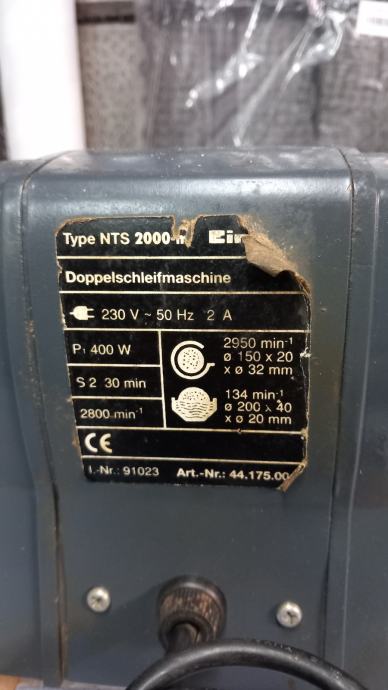 Type NTS 2000-
Doppelschleifmaschine
230 V ~ 50 Hz 2 A
P₁ 400 W
S 2 30 min
2800 min⁻¹
2950 min⁻¹
ø 150 x 20
x ø 32 mm
134 min⁻¹
ø 200 x 40
x ø 20 mm
CE
I.-Nr.: 91023 Art.-Nr.: 44.175.00